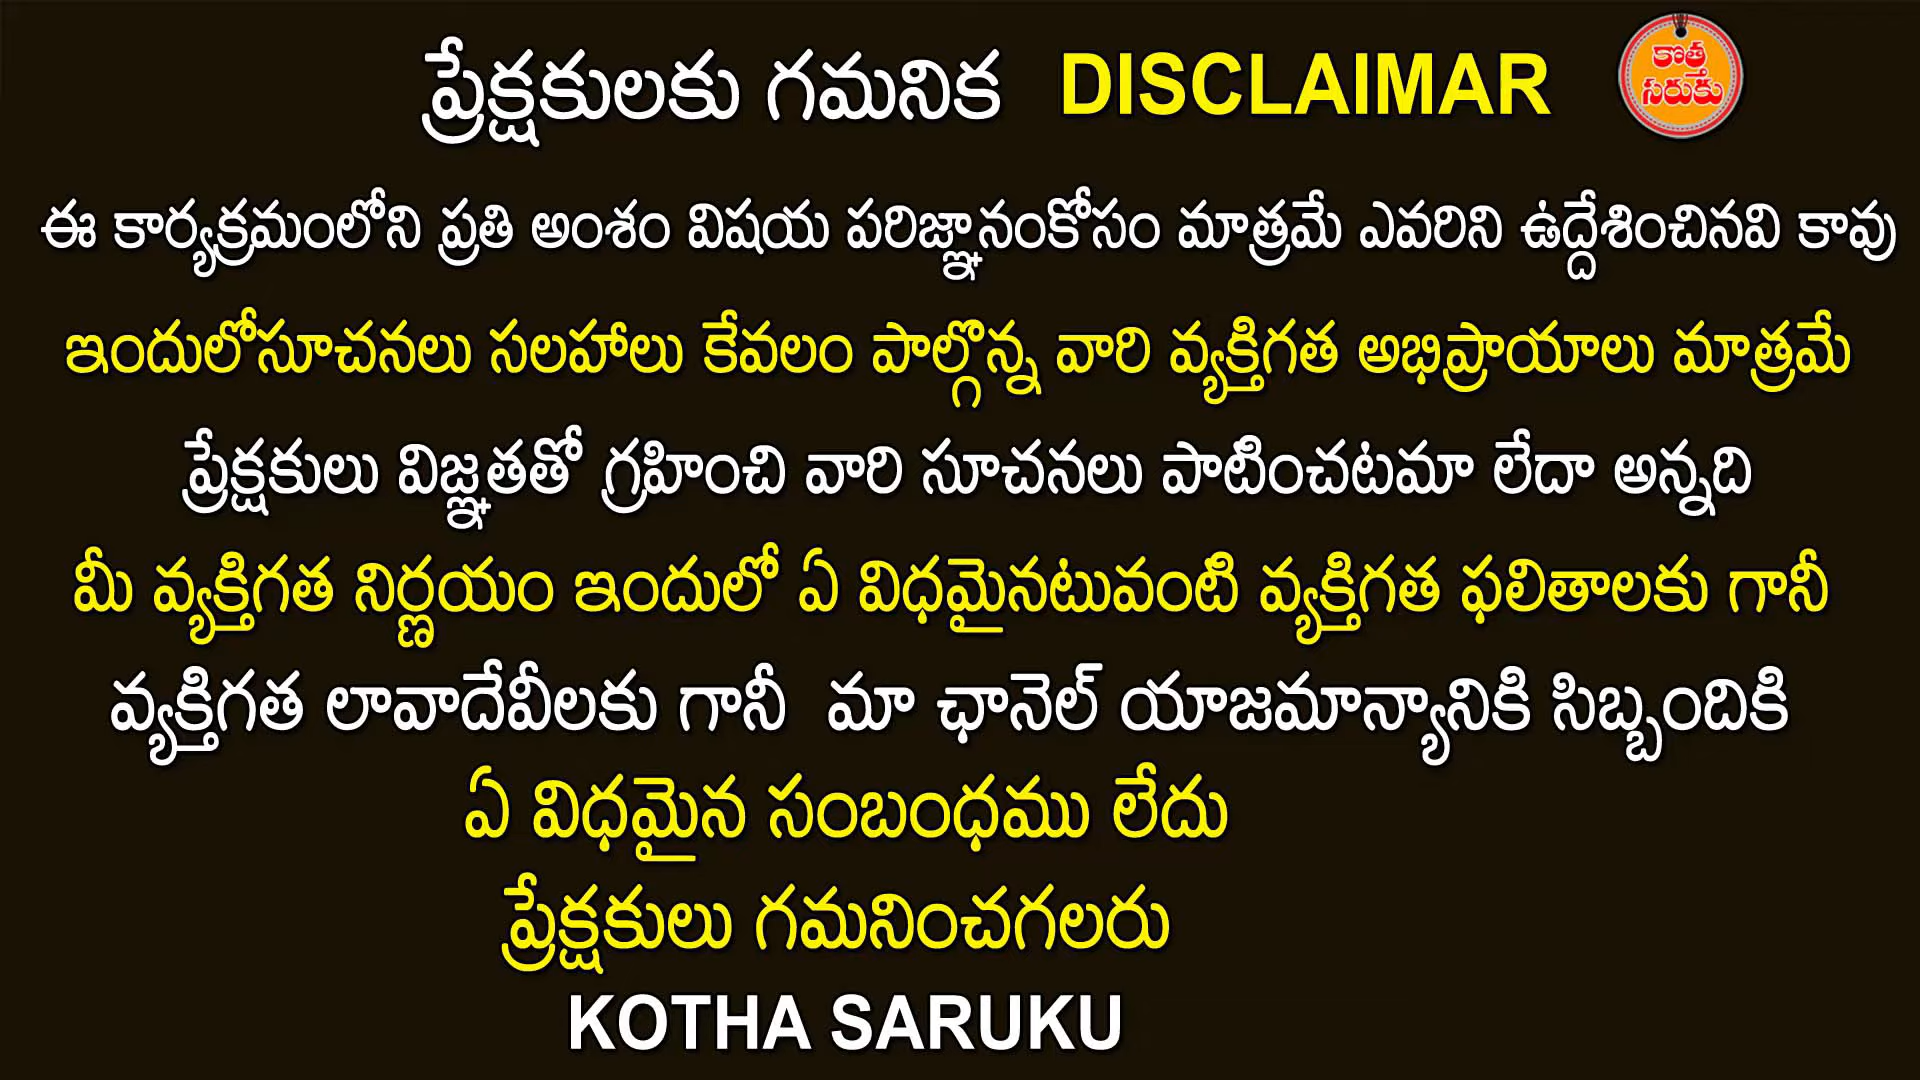 ప్రేక్షకులకు గమనిక DISCLAIMAR
కొత్త
సరుకు
ఈ కార్యక్రమంలోని ప్రతి అంశం విషయ పరిజ్ఞానంకోసం మాత్రమే ఎవరిని ఉద్దేశించినవి కావు
ఇందులోసూచనలు సలహాలు కేవలం పాల్గొన్న వారి వ్యక్తిగత అభిప్రాయాలు మాత్రమే
ప్రేక్షకులు విజ్ఞతతో గ్రహించి వారి సూచనలు పాటించటమా లేదా అన్నది
మీ వ్యక్తిగత నిర్ణయం ఇందులో ఏ విధమైనటువంటి వ్యక్తిగత ఫలితాలకు గానీ
వ్యక్తిగత లావాదేవీలకు గానీ మా ఛానెల్ యాజమాన్యానికి సిబ్బందికి
ఏ విధమైన సంబంధము లేదు
ప్రేక్షకులు గమనించగలరు
KOTHA SARUKU